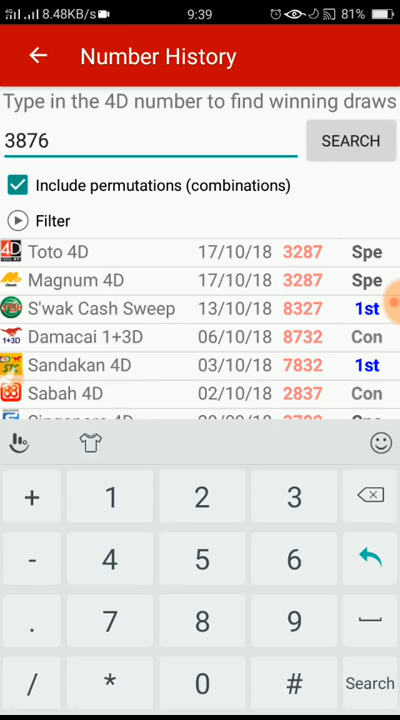 8.48KB/s 9:39 81%
Number History
Type in the 4D number to find winning draws
3876 SEARCH
Include permutations (combinations)
Filter
Toto 4D 17/10/18 3287 Spe
Magnum 4D 17/10/18 3287 Spe
S'wak Cash Sweep 13/10/18 8327 1st
1+3D Damacai 1+3D 06/10/18 8732 Con
Sandakan 4D 03/10/18 7832 1st
Sabah 4D 02/10/18 2837 Con
+ 1 2 3
- 4 5 6
. 7 8 9
/ * 0 # Search